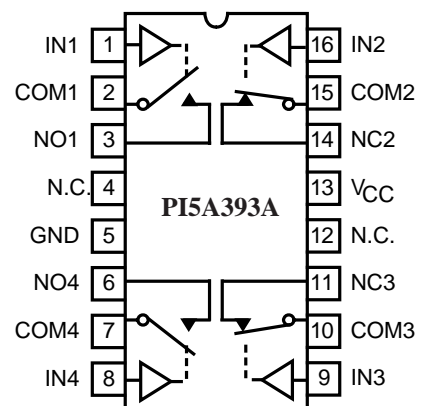 IN1 1 16 IN2
COM1 2 15 COM2
NO1 3 14 NC2
N.C. 4 13 VCC
PI5A393A
GND 5 12 N.C.
NO4 6 11 NC3
COM4 7 10 COM3
IN4 8 9 IN3